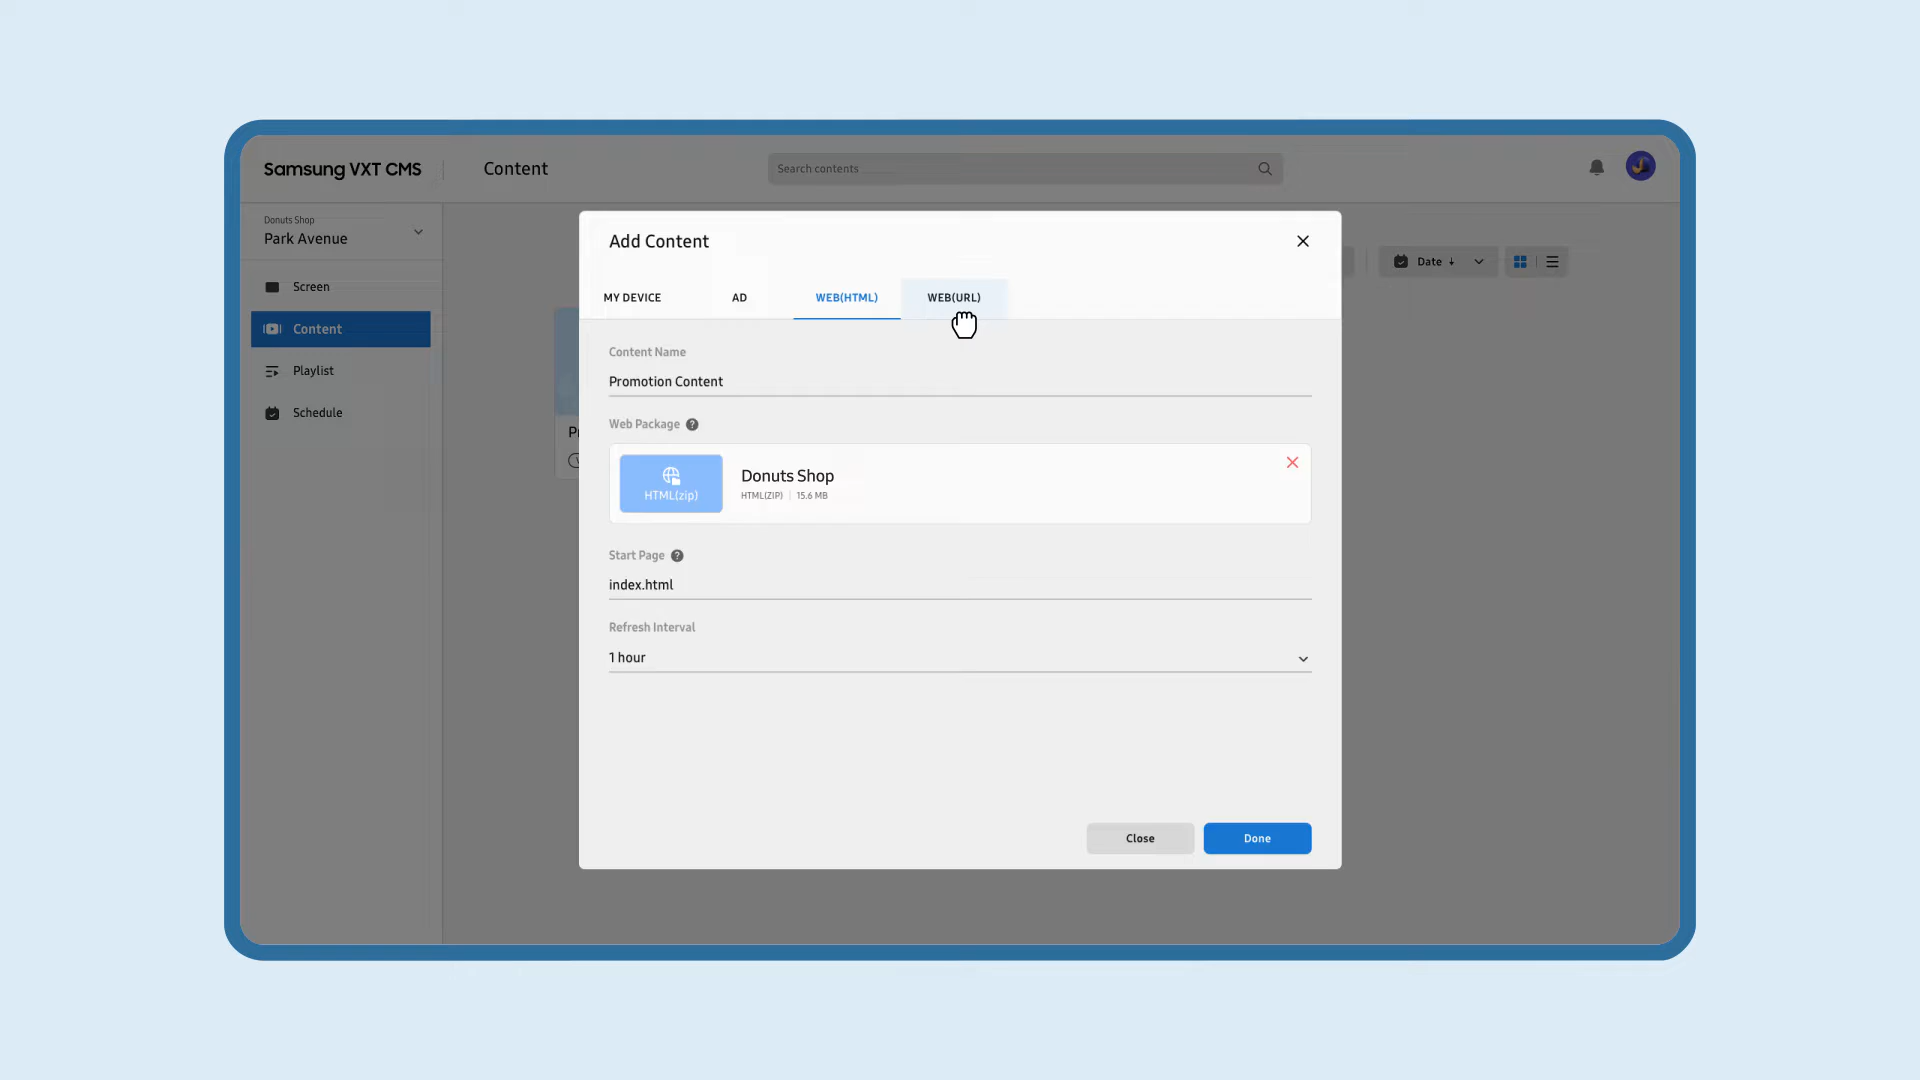 Samsung VXT CMS
Content
Search contents
Donuts Shop
Park Avenue
Screen
Content
Playlist
Schedule
Date ↓
Add Content
MY DEVICE
AD
WEB(HTML)
WEB(URL)
Content Name
Promotion Content
Web Package ?
HTML(zip)
Donuts Shop
HTML(ZIP) | 15.6 MB
Start Page ?
index.html
Refresh Interval
1 hour
Close
Done